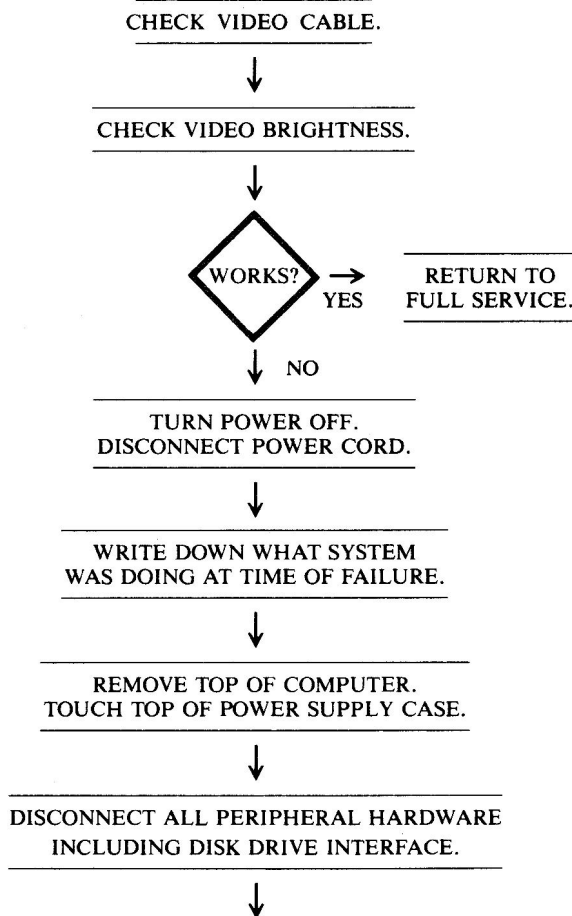 CHECK VIDEO CABLE.
CHECK VIDEO BRIGHTNESS.
WORKS?
YES
RETURN TO
FULL SERVICE.
NO
TURN POWER OFF.
DISCONNECT POWER CORD.
WRITE DOWN WHAT SYSTEM
WAS DOING AT TIME OF FAILURE.
REMOVE TOP OF COMPUTER.
TOUCH TOP OF POWER SUPPLY CASE.
DISCONNECT ALL PERIPHERAL HARDWARE
INCLUDING DISK DRIVE INTERFACE.